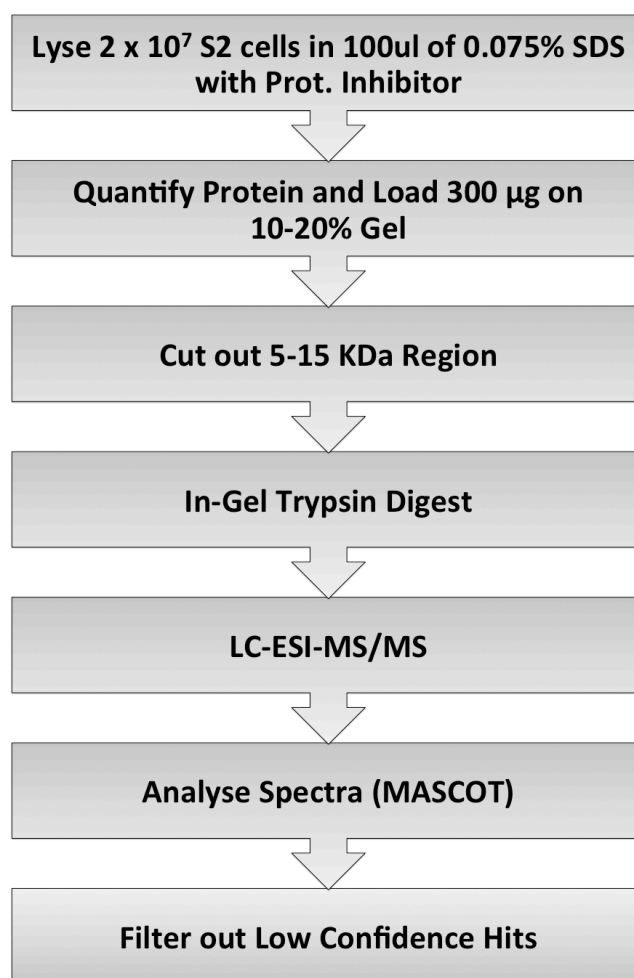 Lyse 2 x 10⁷ S2 cells in 100ul of 0.075% SDS
with Prot. Inhibitor
Quantify Protein and Load 300 µg on
10-20% Gel
Cut out 5-15 KDa Region
In-Gel Trypsin Digest
LC-ESI-MS/MS
Analyse Spectra (MASCOT)
Filter out Low Confidence Hits